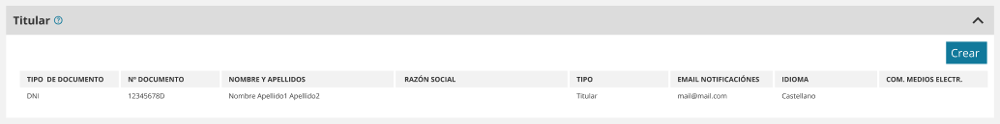 Titular
Crear
TIPO DE DOCUMENTO Nº DOCUMENTO NOMBRE Y APELLIDOS RAZÓN SOCIAL TIPO EMAIL NOTIFICACIÓNES IDIOMA COM. MEDIOS ELECTR.
DNI 12345678D Nombre Apellido1 Apellido2 Titular mail@mail.com Castellano